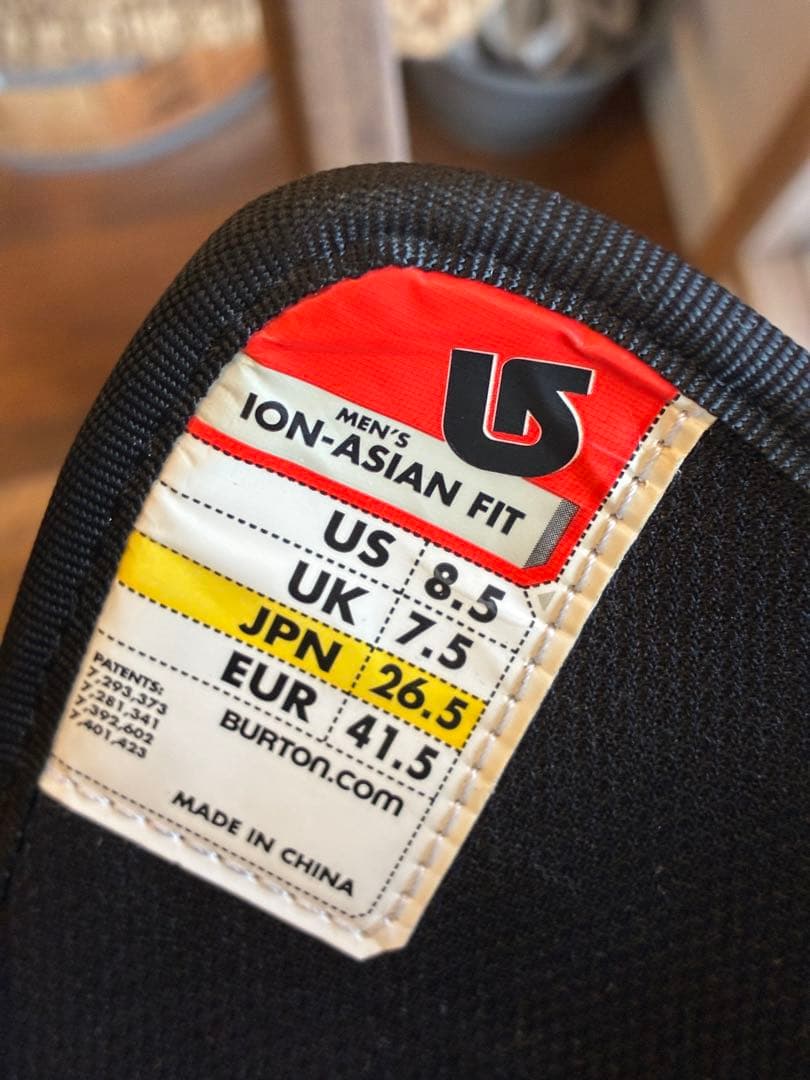 MEN'S
ION-ASIAN FIT
US 8.5
UK 7.5
JPN 26.5
EUR 41.5
PATENTS:
7,293,373
7,281,341
7,392,602
7,401,423
BURTON.com
MADE IN CHINA